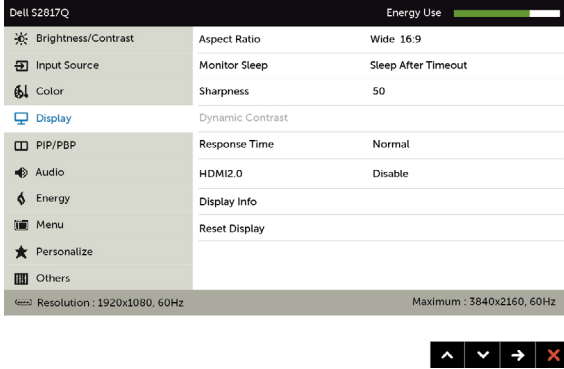 Dell S2817Q Energy Use
Brightness/Contrast
Input Source
Color
Display
PIP/PBP
Audio
Energy
Menu
Personalize
Others
Aspect Ratio Wide 16:9
Monitor Sleep Sleep After Timeout
Sharpness 50
Dynamic Contrast
Response Time Normal
HDMI2.0 Disable
Display Info
Reset Display
Resolution : 1920x1080, 60Hz Maximum : 3840x2160, 60Hz